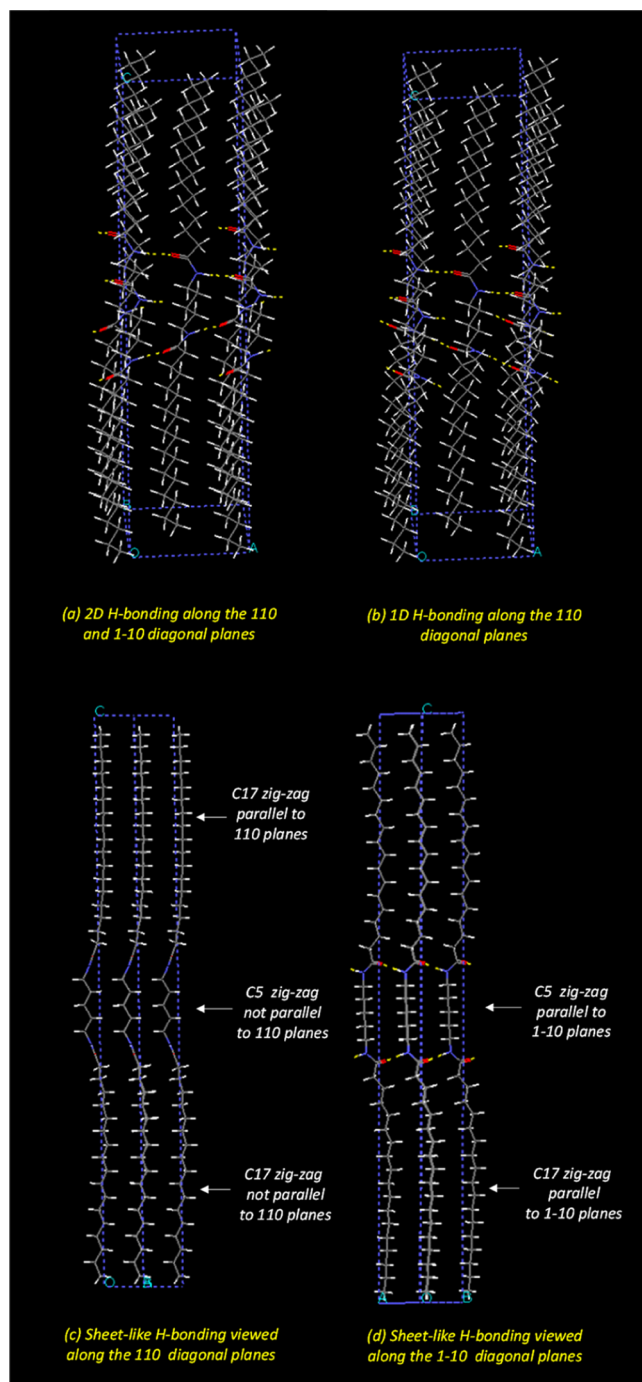 C
C
B
O
A
B
O
A
(a) 2D H-bonding along the 110
and 1-10 diagonal planes
(b) 1D H-bonding along the 110
diagonal planes
C
C
C17 zig-zag
parallel to
110 planes
C5 zig-zag
not parallel
to 110 planes
C5 zig-zag
parallel to
1-10 planes
C17 zig-zag
not parallel
to 110 planes
C17 zig-zag
parallel
to 1-10 planes
O
(c) Sheet-like H-bonding viewed
along the 110 diagonal planes
(d) Sheet-like H-bonding viewed
along the 1-10 diagonal planes